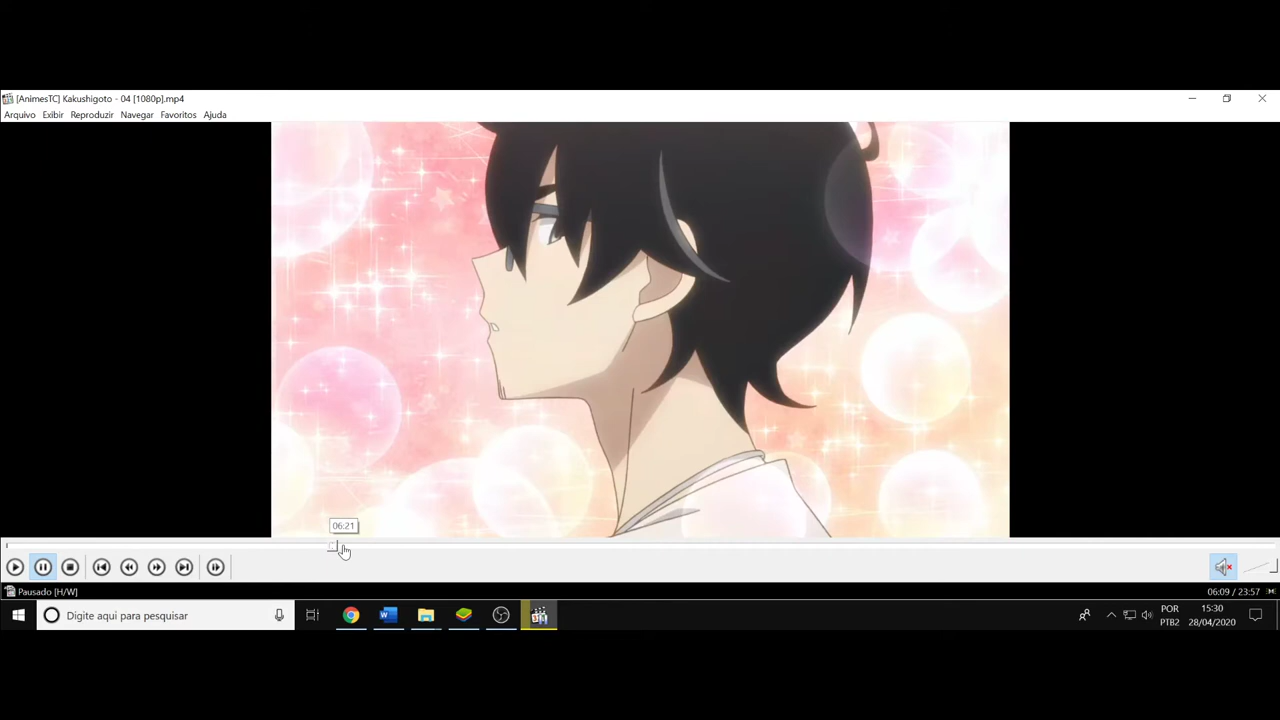 [AnimesTC] Kakushigoto - 04 [1080p].mp4
Arquivo Exibir Reproduzir Navegar Favoritos Ajuda
06:21
Pausado [H/W]
06:09 / 23:57
Digite aqui para pesquisar
POR
PTB2
15:30
28/04/2020